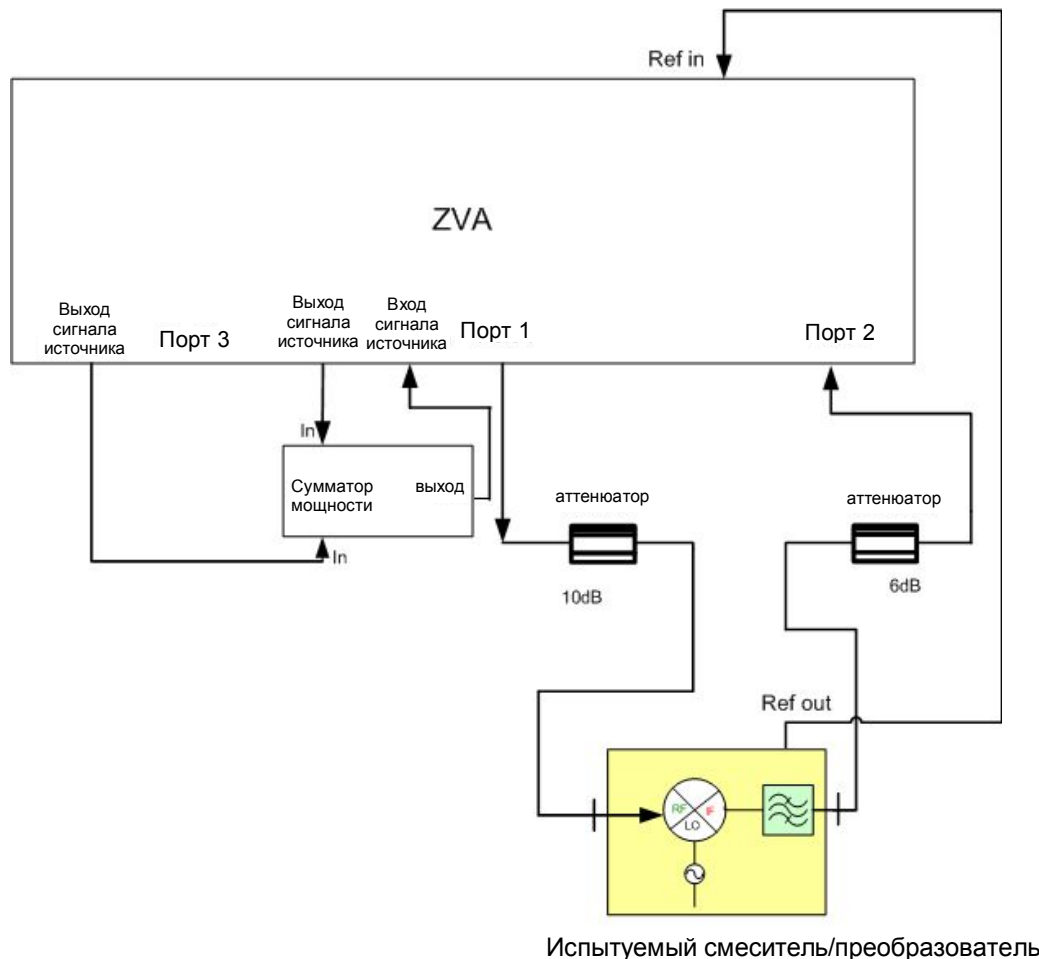 Ref in
ZVA
Выход
сигнала
источника
Порт 3
Выход
сигнала
источника
Вход
сигнала
источника
Порт 1
Порт 2
In
Сумматор
мощности
выход
In
аттенюатор
10dB
аттенюатор
6dB
Ref out
RF
IF
LO
Испытуемый смеситель/преобразователь